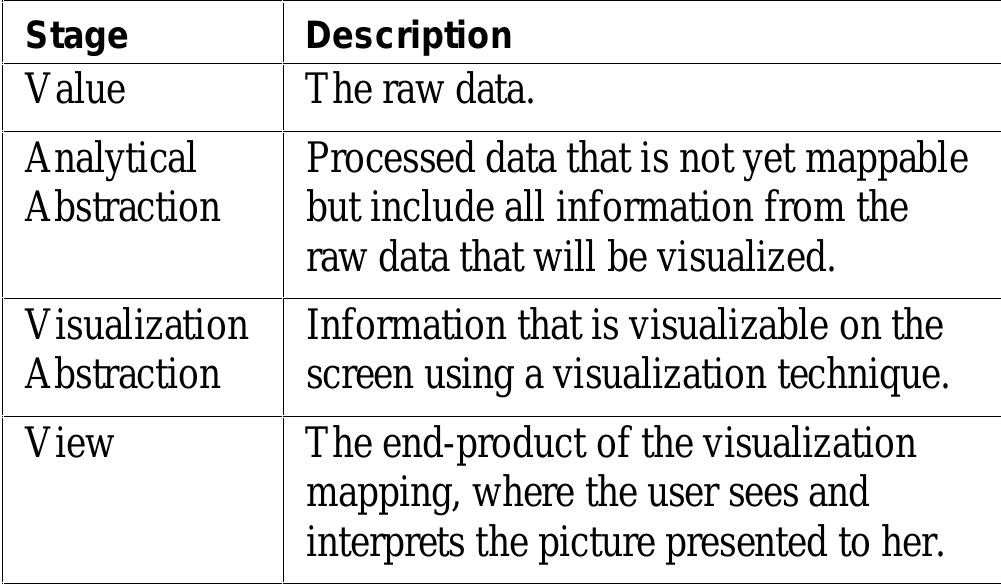 Stage Description
Value The raw data.
Analytical Processed data that is not yet mappable
Abstraction but include all information from the
raw data that will be visualized.
Visualization Information that is visualizable on the
Abstraction screen using a visualization technique.
View The end-product of the visualization
mapping, where the user sees and
interprets the picture presented to her.